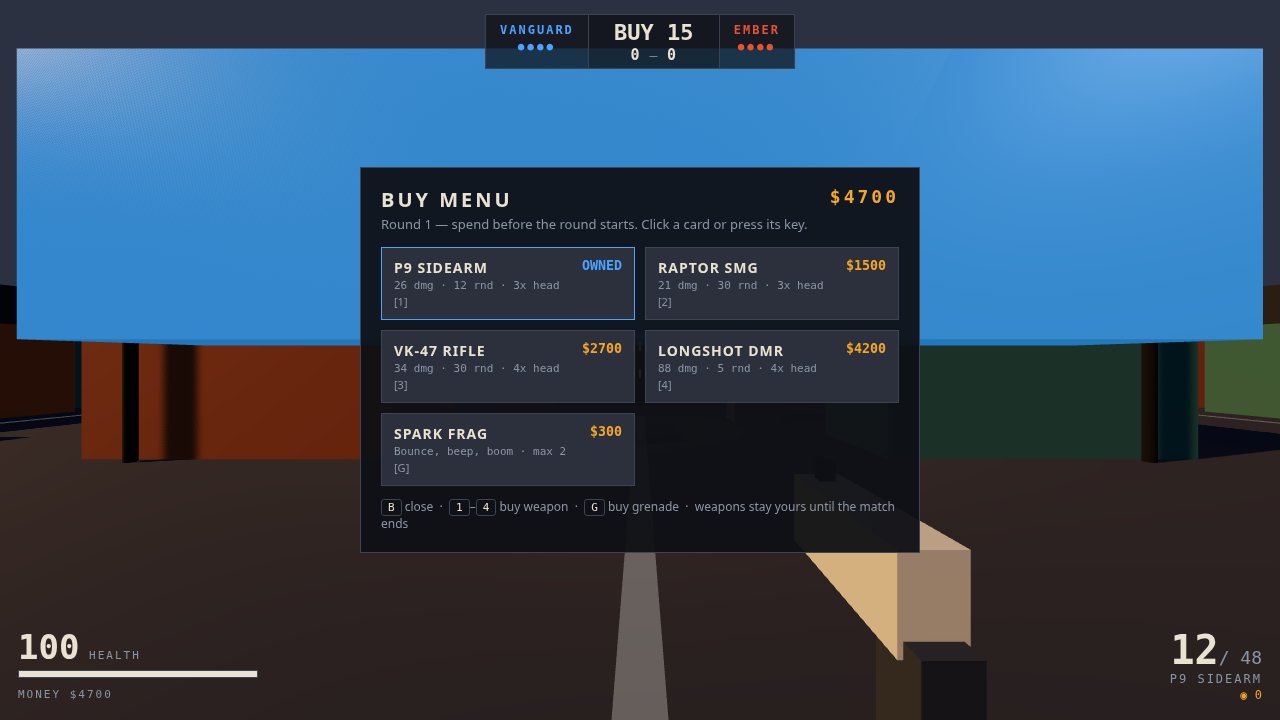 VANGUARD
BUY 15
0 — 0
EMBER
BUY MENU
$4700
Round 1 — spend before the round starts. Click a card or press its key.
P9 SIDEARM
OWNED
26 dmg · 12 rnd · 3x head
[1]
RAPTOR SMG
$1500
21 dmg · 30 rnd · 3x head
[2]
VK-47 RIFLE
$2700
34 dmg · 30 rnd · 4x head
[3]
LONGSHOT DMR
$4200
88 dmg · 5 rnd · 4x head
[4]
SPARK FRAG
$300
Bounce, beep, boom · max 2
[G]
B close · 1–4 buy weapon · G buy grenade · weapons stay yours until the match
ends
100 HEALTH
MONEY $4700
12 / 48
P9 SIDEARM
◉ 0